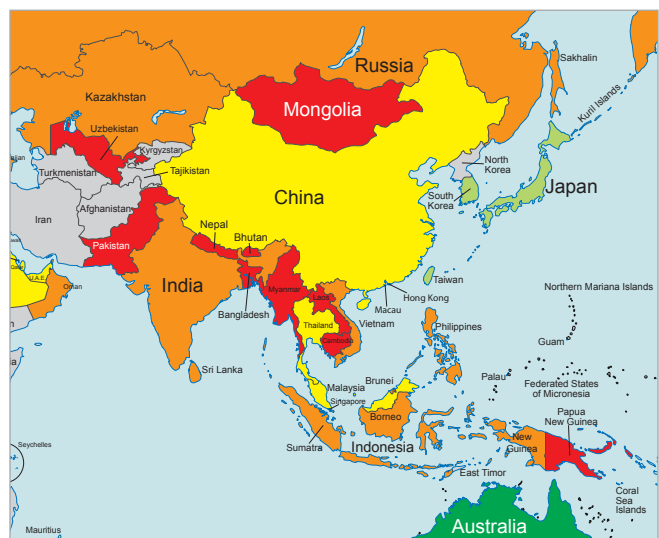 Sakhalin
Russia
Kuril Islands
Kazakhstan
Mongolia
Uzbekistan
Kyrgyzstan
North
Korea
Turkmenistan
Tajikistan
South
Korea
Japan
China
Afghanistan
Iran
Nepal
Bhutan
Pakistan
U.A.E.
Oman
India
Taiwan
Hong Kong
Macau
Bangladesh
Myanmar
Laos
Northern Mariana Islands
Thailand
Vietnam
Philippines
Cambodia
Guam
Sri Lanka
Palau
Federated States
of Micronesia
Malaysia
Brunei
Singapore
Borneo
Papua
New Guinea
New
Guinea
Sumatra
Indonesia
Seychelles
East Timor
Coral
Sea
Islands
Mauritius
Australia